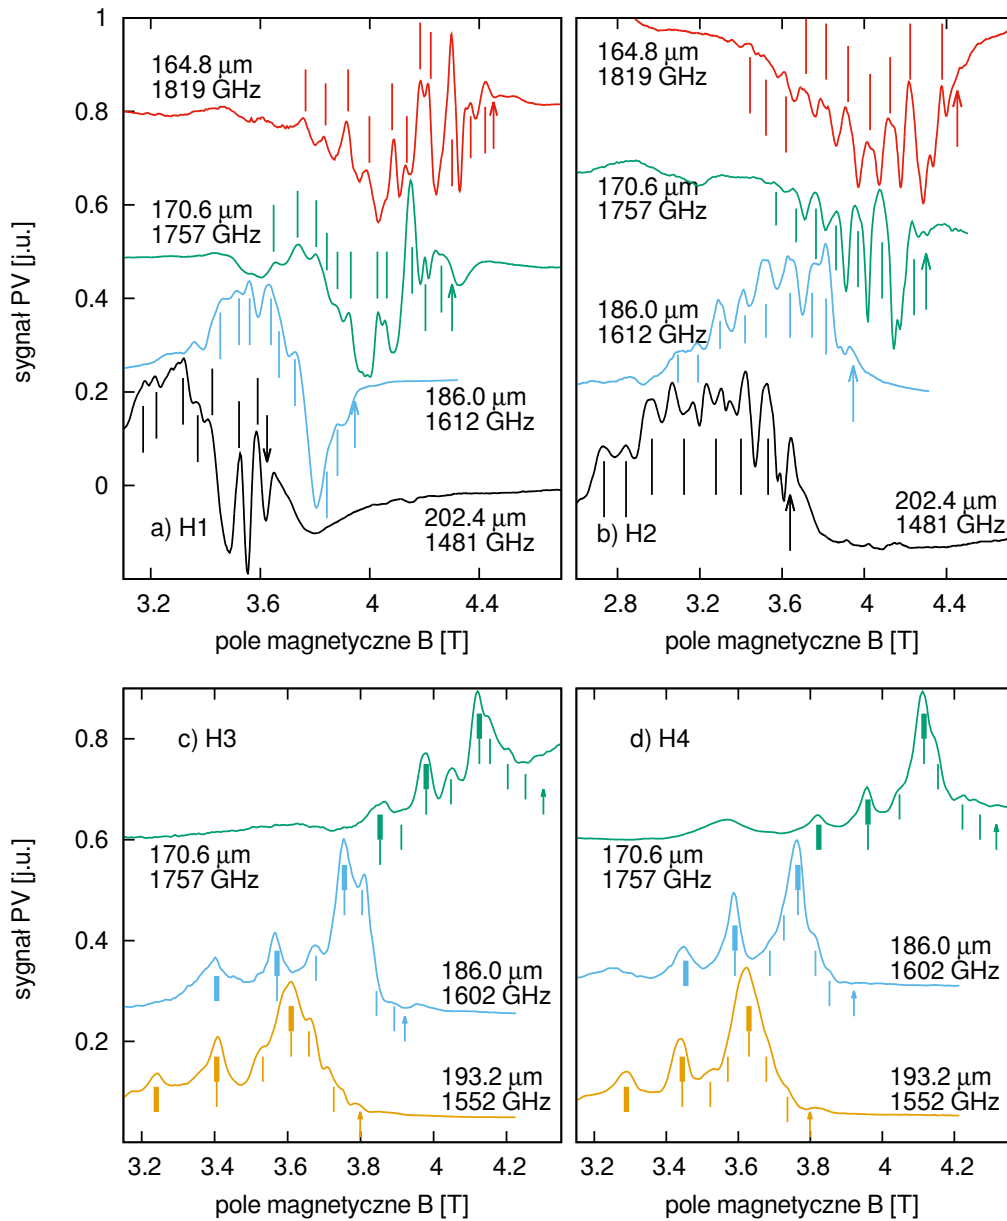 1
0.8
0.6
0.4
0.2
0
sygnał PV [j.u.]
164.8 μm
1819 GHz
170.6 μm
1757 GHz
186.0 μm
1612 GHz
202.4 μm
1481 GHz
a) H1
3.2
3.6
4
4.4
pole magnetyczne B [T]
164.8 μm
1819 GHz
170.6 μm
1757 GHz
186.0 μm
1612 GHz
202.4 μm
1481 GHz
b) H2
2.8
3.2
3.6
4
4.4
pole magnetyczne B [T]
0.8
0.6
0.4
0.2
sygnał PV [j.u.]
c) H3
170.6 μm
1757 GHz
186.0 μm
1602 GHz
193.2 μm
1552 GHz
3.2
3.4
3.6
3.8
4
4.2
pole magnetyczne B [T]
d) H4
170.6 μm
1757 GHz
186.0 μm
1602 GHz
193.2 μm
1552 GHz
3.2
3.4
3.6
3.8
4
4.2
pole magnetyczne B [T]